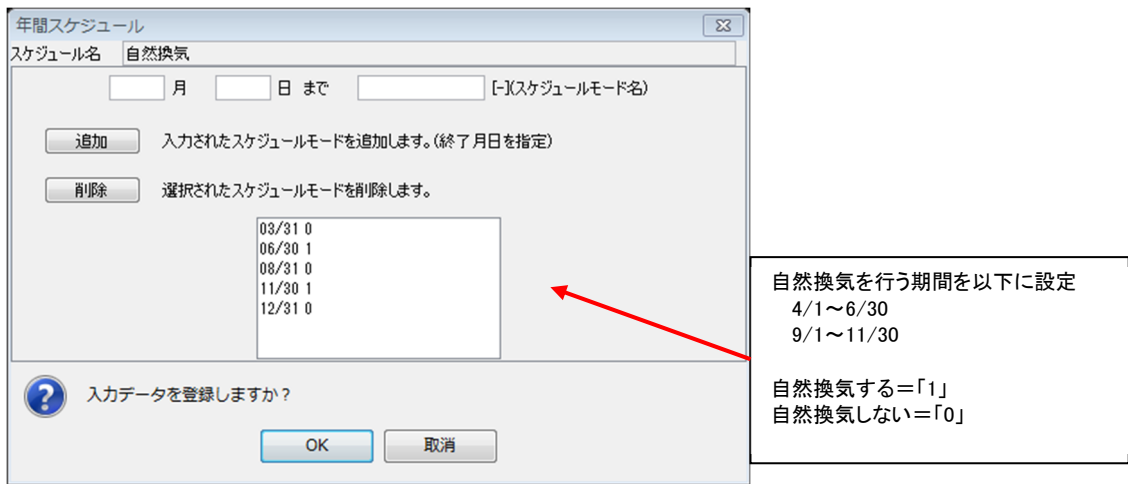 年間スケジュール
スケジュール名 自然換気
月 日 まで [-](スケジュールモード名)
追加 入力されたスケジュールモードを追加します。(終了月日を指定)
削除 選択されたスケジュールモードを削除します。
03/31 0
06/30 1
08/31 0
11/30 1
12/31 0
入力データを登録しますか?
OK 取消
自然換気を行う期間を以下に設定
4/1～6/30
9/1～11/30
自然換気する＝「1」
自然換気しない＝「0」